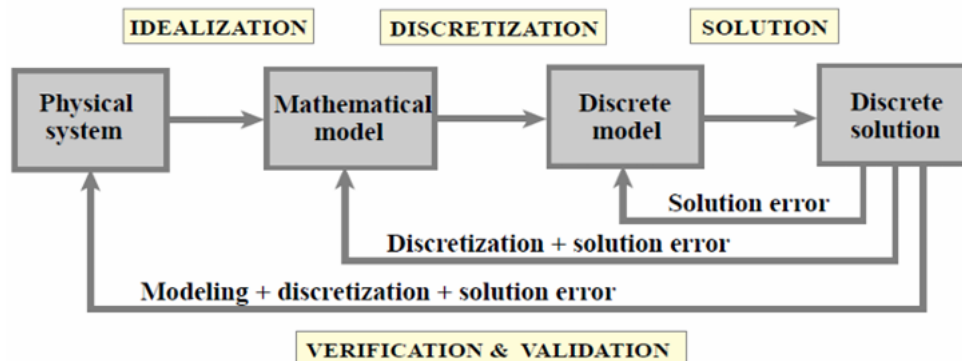 IDEALIZATION
DISCRETIZATION
SOLUTION
Physical
system
Mathematical
model
Discrete
model
Discrete
solution
Solution error
Discretization + solution error
Modeling + discretization + solution error
VERIFICATION & VALIDATION